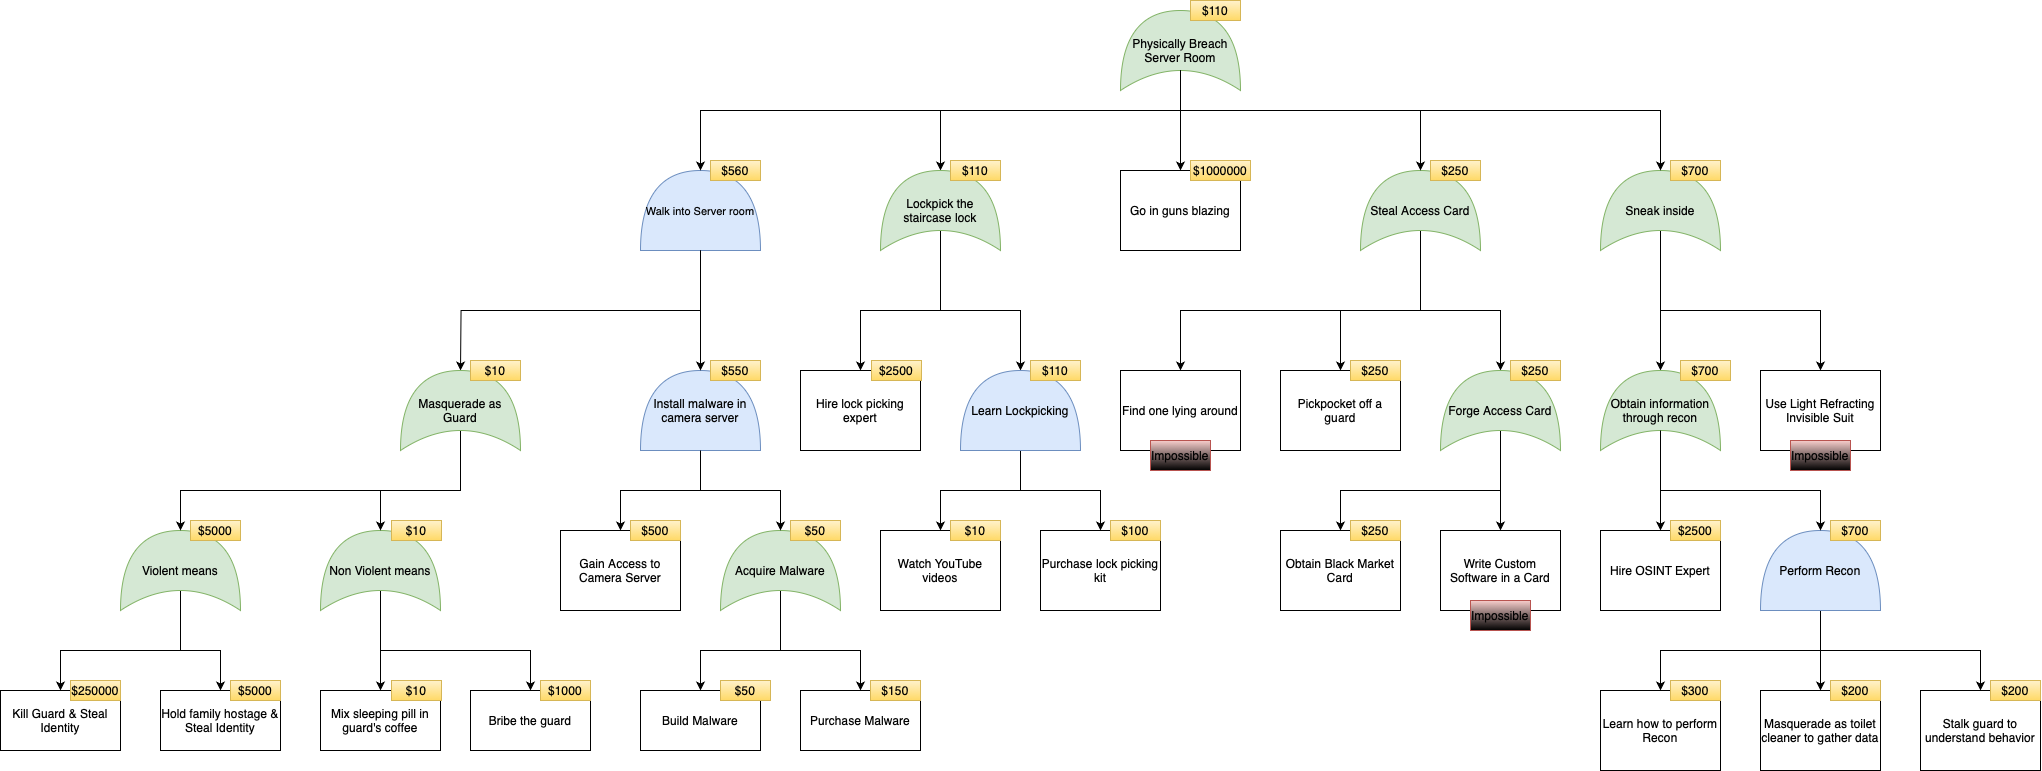 $110
Physically Breach
Server Room
$560
Walk into Server room
$110
Lockpick the
staircase lock
$1000000
Go in guns blazing
$250
Steal Access Card
$700
Sneak inside
$10
Masquerade as
Guard
$550
Install malware in
camera server
$2500
Hire lock picking
expert
$110
Learn Lockpicking
Find one lying around
Impossible
$250
Pickpocket off a
guard
$250
Forge Access Card
$700
Obtain information
through recon
Use Light Refracting
Invisible Suit
Impossible
$5000
Violent means
$10
Non Violent means
$500
Gain Access to
Camera Server
$50
Acquire Malware
$10
Watch YouTube
videos
$100
Purchase lock picking
kit
$250
Obtain Black Market
Card
Write Custom
Software in a Card
Impossible
$2500
Hire OSINT Expert
$700
Perform Recon
$250000
Kill Guard & Steal
Identity
$5000
Hold family hostage &
Steal Identity
$10
Mix sleeping pill in
guard's coffee
$1000
Bribe the guard
$50
Build Malware
$150
Purchase Malware
$300
Learn how to perform
Recon
$200
Masquerade as toilet
cleaner to gather data
$200
Stalk guard to
understand behavior